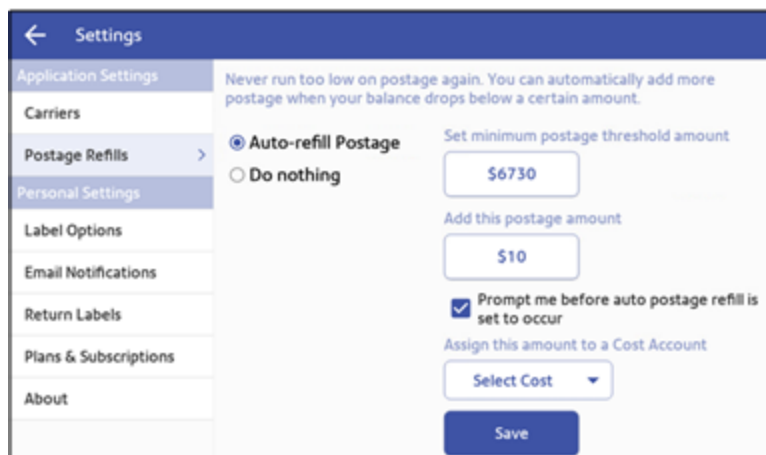 Settings
Application Settings
Carriers
Postage Refills
Personal Settings
Label Options
Email Notifications
Return Labels
Plans & Subscriptions
About
Never run too low on postage again. You can automatically add more
postage when your balance drops below a certain amount.
Auto-refill Postage
Do nothing
Set minimum postage threshold amount
$6730
Add this postage amount
$10
Prompt me before auto postage refill is
set to occur
Assign this amount to a Cost Account
Select Cost
Save